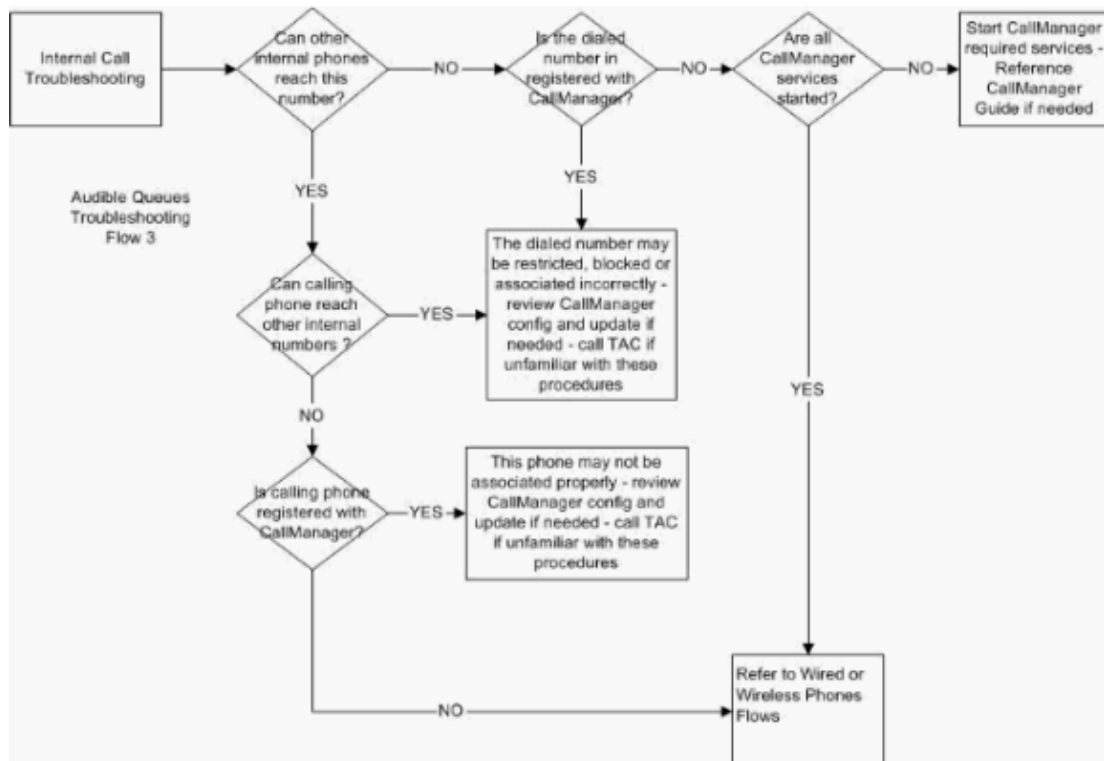 Internal Call
Troubleshooting
Can other
internal phones
reach this
number?
NO
Is the dialed
number in
registered with
CallManager?
NO
Are all
CallManager
services
started?
NO
Start CallManager
required services -
Reference
CallManager
Guide if needed
YES
YES
Audible Queues
Troubleshooting
Flow 3
Can calling
phone reach
other internal
numbers ?
YES
The dialed number may
be restricted, blocked or
associated incorrectly -
review CallManager
config and update if
needed - call TAC if
unfamiliar with these
procedures
YES
NO
Is calling phone
registered with
CallManager?
YES
This phone may not be
associated properly - review
CallManager config and
update if needed - call TAC
if unfamiliar with these
procedures
NO
Refer to Wired or
Wireless Phones
Flows